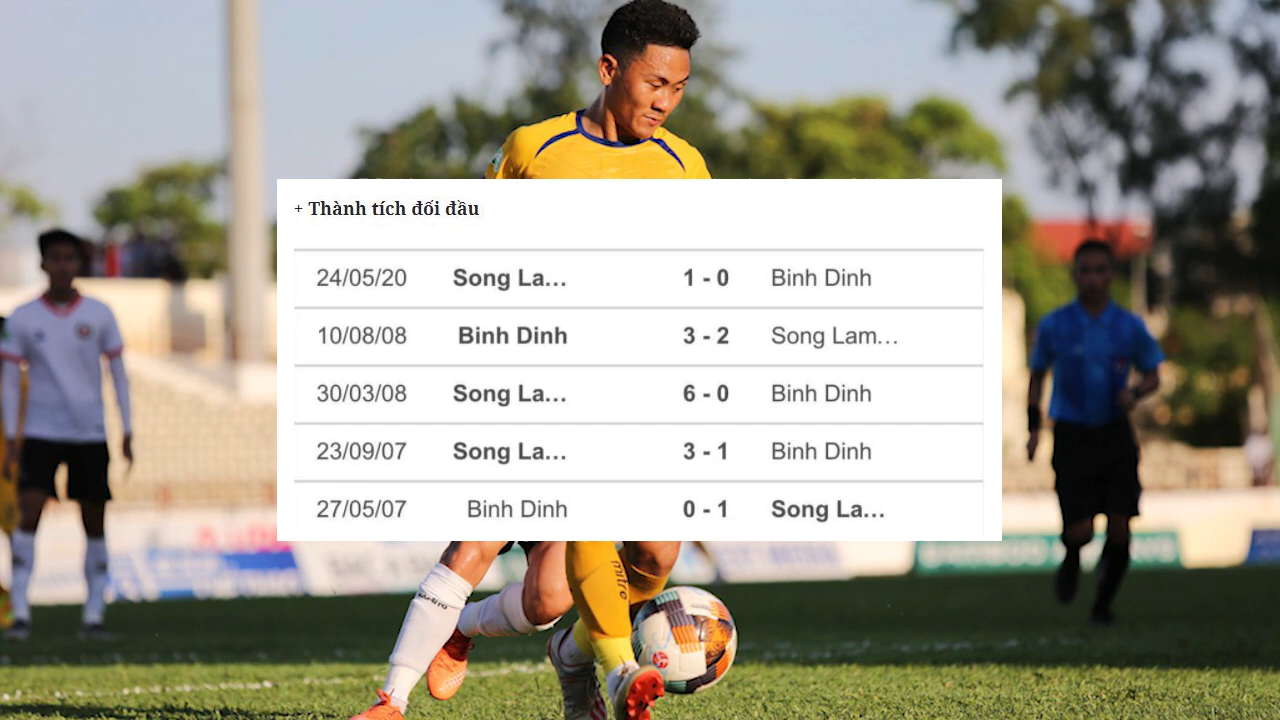 + Thành tích đối đầu
24/05/20 Song La... 1 - 0 Binh Dinh
10/08/08 Binh Dinh 3 - 2 Song Lam...
30/03/08 Song La... 6 - 0 Binh Dinh
23/09/07 Song La... 3 - 1 Binh Dinh
27/05/07 Binh Dinh 0 - 1 Song La...
mitre